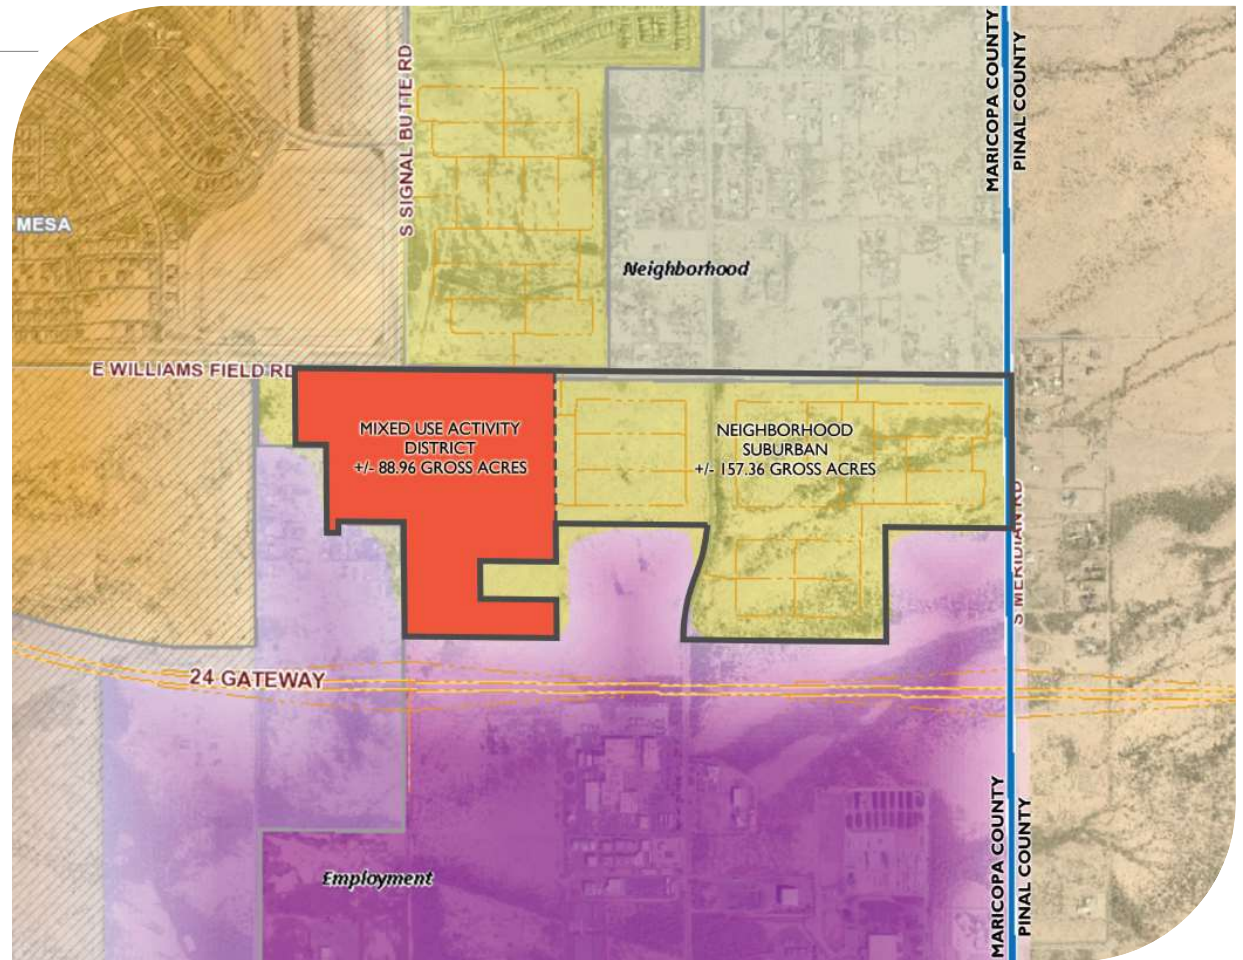 MARICOPA COUNTY
PINAL COUNTY
S SIGNAL BUTTE RD
MESA
Neighborhood
E WILLIAMS FIELD RD
MIXED USE ACTIVITY
DISTRICT
+/- 88.96 GROSS ACRES
NEIGHBORHOOD
SUBURBAN
+/- 157.36 GROSS ACRES
S MERIDIAN RD
24 GATEWAY
Employment
MARICOPA COUNTY
PINAL COUNTY